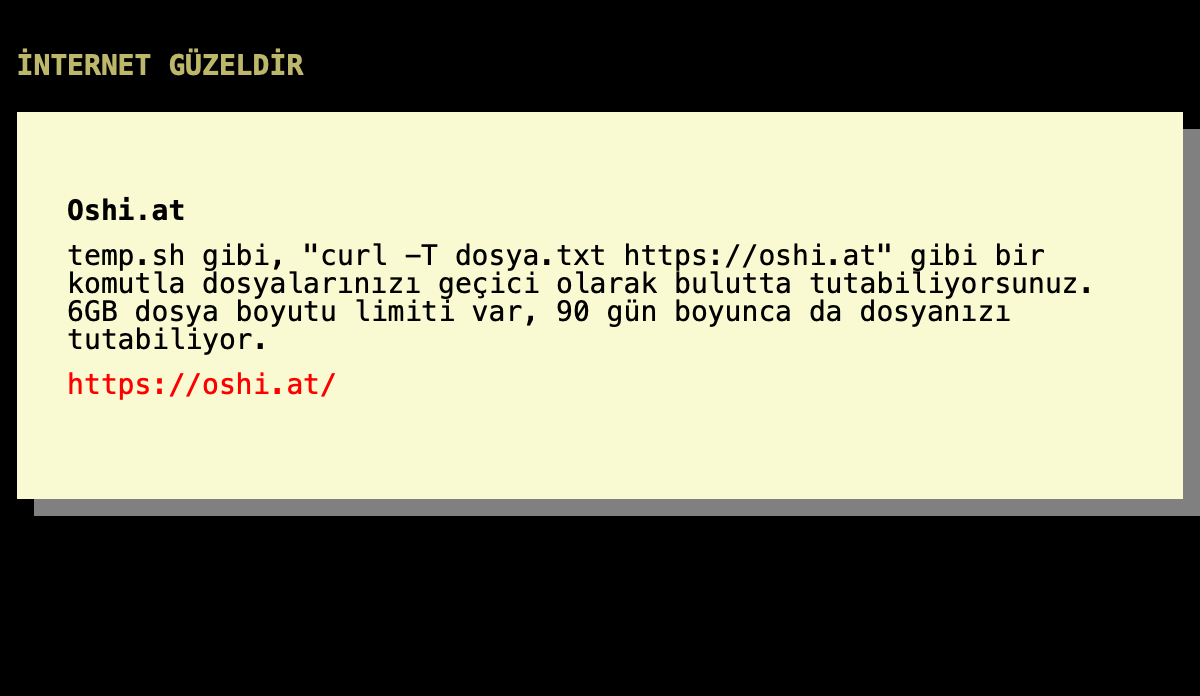 İNTERNET GÜZELDİR
Oshi.at
temp.sh gibi, "curl -T dosya.txt https://oshi.at" gibi bir
komutla dosyalarınızı geçici olarak bulutta tutabiliyorsunuz.
6GB dosya boyutu limiti var, 90 gün boyunca da dosyanızı
tutabiliyor.
https://oshi.at/